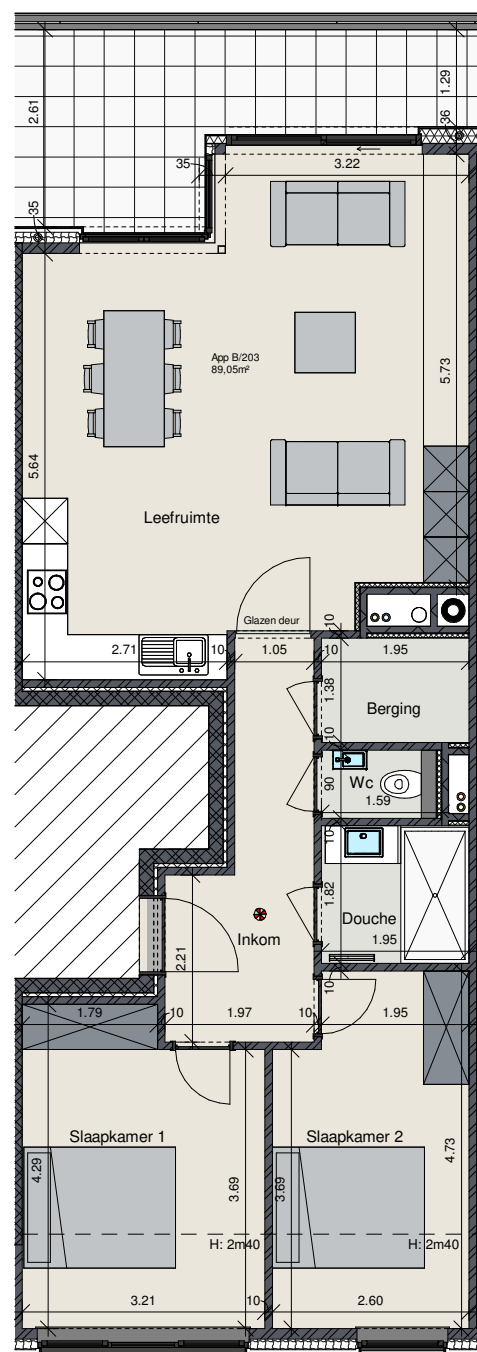 2.61
1.29
36
35
3.22
35
App B/203
89,05m²
5.73
5.64
Leefruimte
Glazen deur
10
2.71
10
1.05
10
1.95
1.38
Berging
10
90
Wc
1.59
10
1.82
Douche
1.95
Inkom
2.21
10
1.79
10
1.97
10
1.95
Slaapkamer 1
Slaapkamer 2
4.29
3.69
3.69
4.73
H: 2m40
H: 2m40
3.21
10
2.60